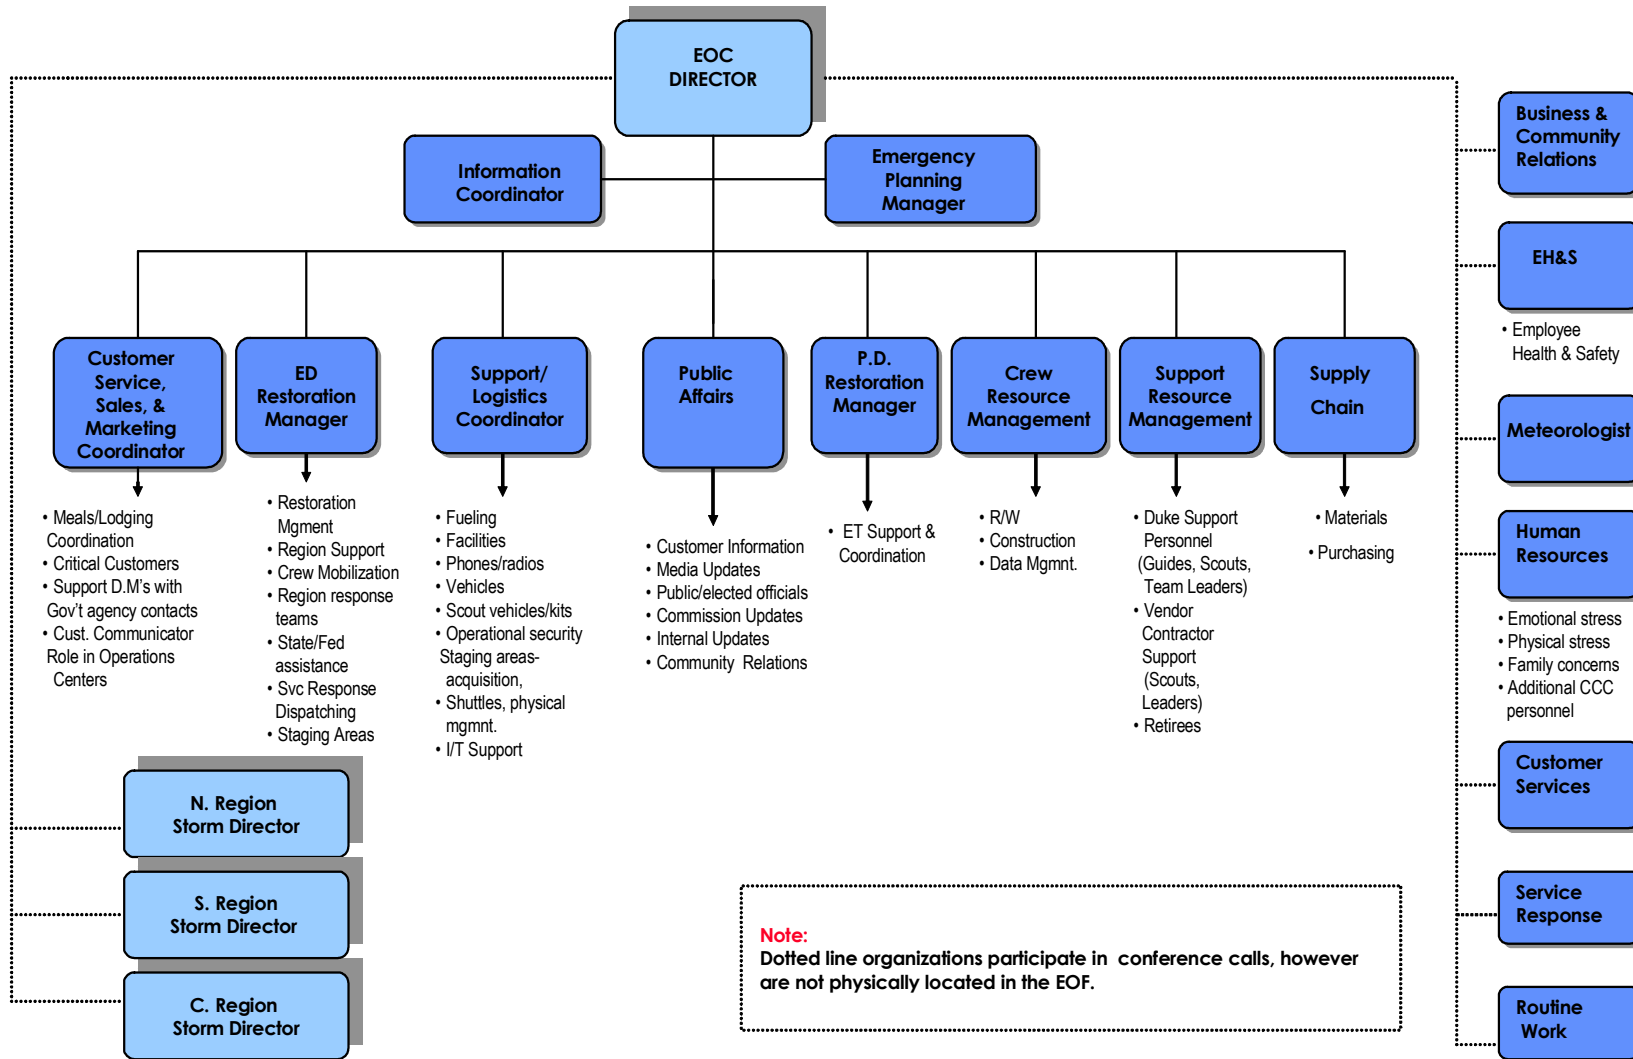 EOC
DIRECTOR
Information
Coordinator
Emergency
Planning
Manager
Customer
Service,
Sales, &
Marketing
Coordinator
• Meals/Lodging
Coordination
• Critical Customers
• Support D.M's with
Gov't agency contacts
• Cust. Communicator
Role in Operations
Centers
ED
Restoration
Manager
• Restoration
Mgment
• Region Support
• Crew Mobilization
• Region response
teams
• State/Fed
assistance
• Svc Response
Dispatching
• Staging Areas
Support/
Logistics
Coordinator
• Fueling
• Facilities
• Phones/radios
• Vehicles
• Scout vehicles/kits
• Operational security
Staging areas-
acquisition,
• Shuttles, physical
mgmnt.
• I/T Support
Public
Affairs
• Customer Information
• Media Updates
• Public/elected officials
• Commission Updates
• Internal Updates
• Community Relations
P.D.
Restoration
Manager
• ET Support &
Coordination
Crew
Resource
Management
• R/W
• Construction
• Data Mgmnt.
Support
Resource
Management
• Duke Support
Personnel
(Guides, Scouts,
Team Leaders)
• Vendor
Contractor
Support
(Scouts,
Leaders)
• Retirees
Supply
Chain
• Materials
• Purchasing
Business &
Community
Relations
EH&S
• Employee
Health & Safety
Meteorologist
Human
Resources
• Emotional stress
• Physical stress
• Family concerns
• Additional CCC
personnel
Customer
Services
Service
Response
Routine
Work
N. Region
Storm Director
S. Region
Storm Director
C. Region
Storm Director
Note:
Dotted line organizations participate in conference calls, however
are not physically located in the EOF.